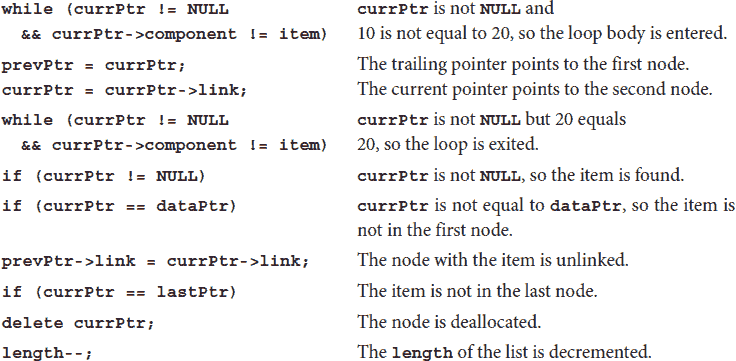 while (currPtr != NULL currPtr is not NULL and
&& currPtr->component != item) 10 is not equal to 20, so the loop body is entered.
prevPtr = currPtr; The trailing pointer points to the first node.
currPtr = currPtr->link; The current pointer points to the second node.
while (currPtr != NULL currPtr is not NULL but 20 equals
&& currPtr->component != item) 20, so the loop is exited.
if (currPtr != NULL) currPtr is not NULL, so the item is found.
if (currPtr == dataPtr) currPtr is not equal to dataPtr, so the item is
not in the first node.
prevPtr->link = currPtr->link; The node with the item is unlinked.
if (currPtr == lastPtr) The item is not in the last node.
delete currPtr; The node is deallocated.
length--; The length of the list is decremented.